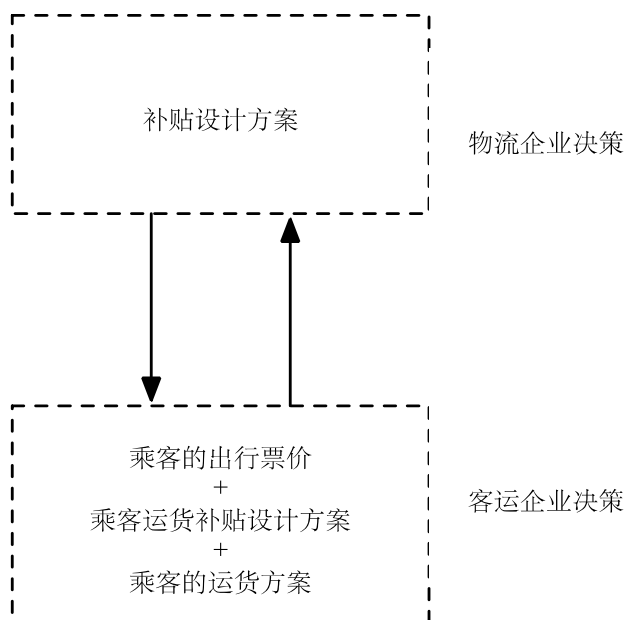 补贴设计方案
物流企业决策
乘客的出行票价
+
乘客运货补贴设计方案
+
乘客的运货方案
客运企业决策